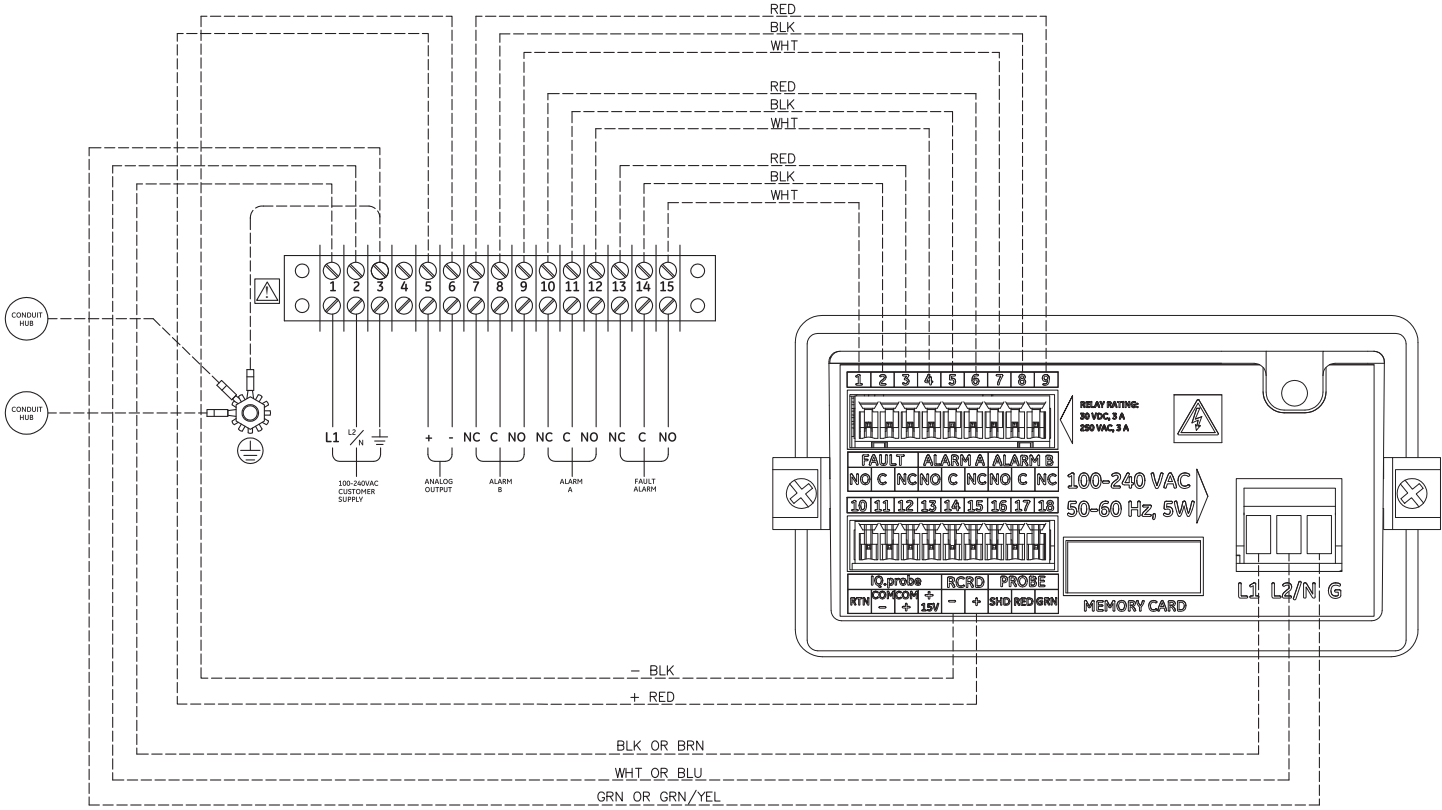 RED
BLK
WHT
RED
BLK
WHT
RED
BLK
WHT
1 2 3 4 5 6 7 8 9 10 11 12 13 14 15
CONDUIT
HUB
CONDUIT
HUB
L1 L2/N
+ - NC C NO NC C NO NC C NO
100-240VAC
CUSTOMER
SUPPLY
ANALOG
OUTPUT
ALARM
B
ALARM
A
FAULT
ALARM
1 2 3 4 5 6 7 8 9
RELAY RATING:
30 VDC, 3 A
250 VAC, 3 A
FAULT ALARM A ALARM B
NO C NC NO C NC NO C NC
100-240 VAC
50-60 Hz, 5W
10 11 12 13 14 15 16 17 18
IQ.probe RCRD PROBE
RTN COM - COM + + 15V - + SHD RED GRN
MEMORY CARD
L1 L2/N G
- BLK
+ RED
BLK OR BRN
WHT OR BLU
GRN OR GRN/YEL